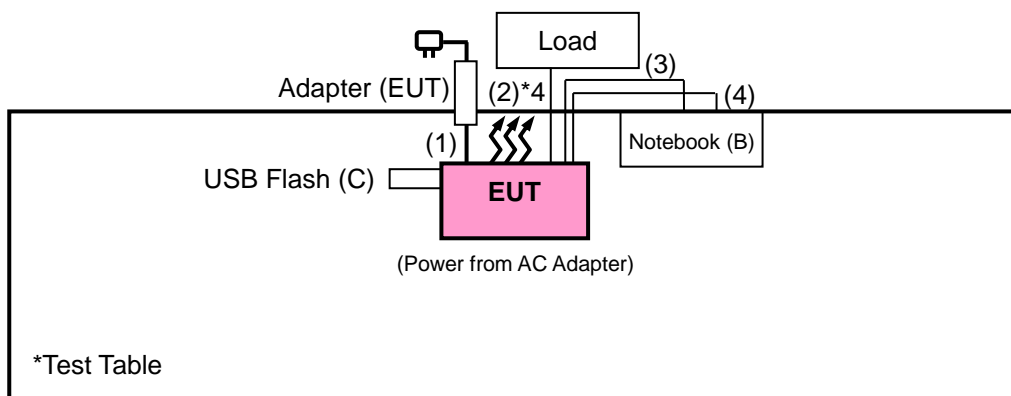 Load
(3)
Adapter (EUT)
(2)*4
(4)
(1)
Notebook (B)
USB Flash (C)
EUT
(Power from AC Adapter)
*Test Table